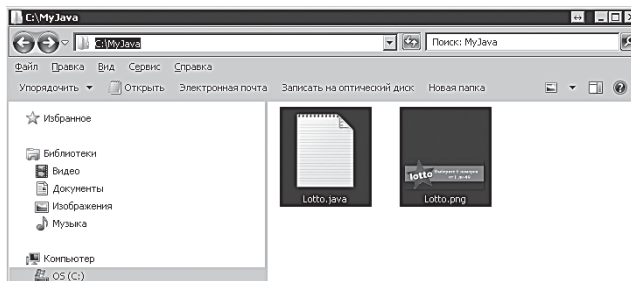 C:\MyJava
C:\MyJava
Поиск: MyJava
Файл Правка Вид Сервис Справка
Упорядочить Открыть Электронная почта Записать на оптический диск Новая папка
Избранное
Библиотеки
Видео
Документы
Изображения
Музыка
Компьютер
OS (C:)
lotto
Lotto.java
Lotto.png